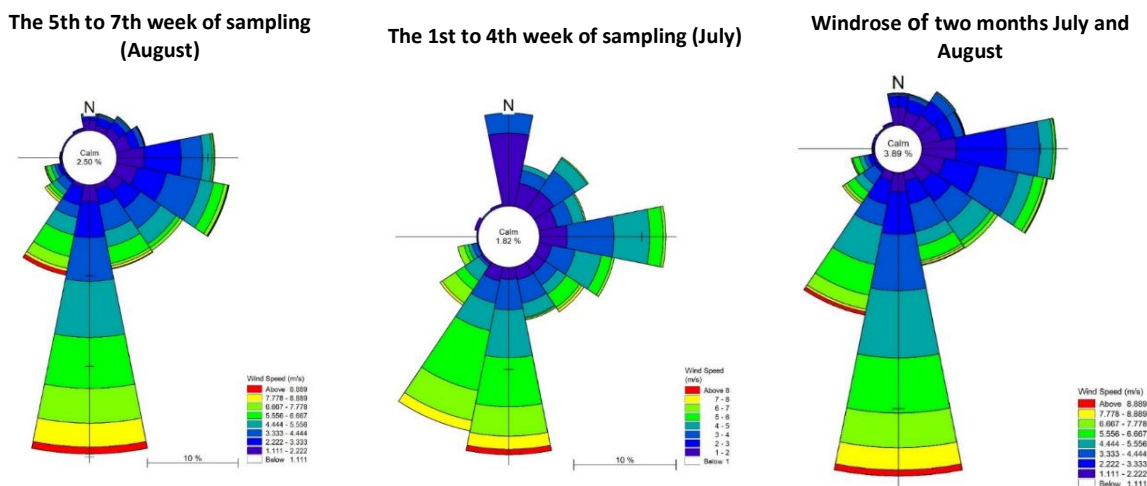 The 5th to 7th week of sampling
(August)
N
Calm
2.50 %
Wind Speed (m/s)
Above 8.889
7.778 - 8.889
6.667 - 7.778
5.556 - 6.667
4.444 - 5.556
3.333 - 4.444
2.222 - 3.333
1.111 - 2.222
Below 1.111
10 %
The 1st to 4th week of sampling (July)
N
Calm
1.82 %
Wind Speed
(m/s)
Above 8
7 - 8
6 - 7
5 - 6
4 - 5
3 - 4
2 - 3
1 - 2
Below 1
10 %
Windrose of two months July and
August
N
Calm
3.89 %
Wind Speed (m/s)
Above 8.889
7.778 - 8.889
6.667 - 7.778
5.556 - 6.667
4.444 - 5.556
3.333 - 4.444
2.222 - 3.333
1.111 - 2.222
Below 1.111